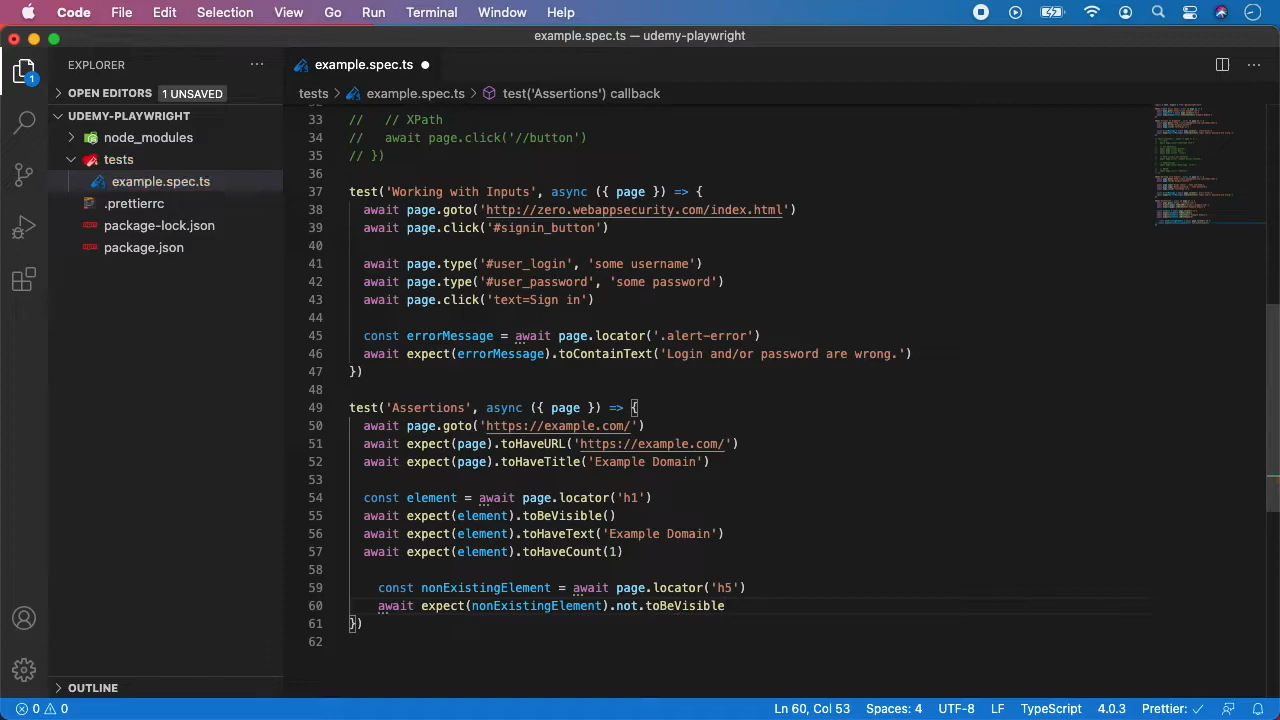 Code File Edit Selection View Go Run Terminal Window Help
example.spec.ts — udemy-playwright
EXPLORER
example.spec.ts
OPEN EDITORS 1 UNSAVED
tests > example.spec.ts > test('Assertions') callback
UDEMY-PLAYWRIGHT
node_modules
tests
example.spec.ts
.prettierrc
package-lock.json
package.json
OUTLINE
1
33 // // XPath
34 // await page.click('//button')
35 // })
36
37 test('Working with Inputs', async ({ page }) => {
38 await page.goto('http://zero.webappsecurity.com/index.html')
39 await page.click('#signin_button')
40
41 await page.type('#user_login', 'some username')
42 await page.type('#user_password', 'some password')
43 await page.click('text=Sign in')
44
45 const errorMessage = await page.locator('.alert-error')
46 await expect(errorMessage).toContainText('Login and/or password are wrong.')
47 })
48
49 test('Assertions', async ({ page }) => {
50 await page.goto('https://example.com/')
51 await expect(page).toHaveURL('https://example.com/')
52 await expect(page).toHaveTitle('Example Domain')
53
54 const element = await page.locator('h1')
55 await expect(element).toBeVisible()
56 await expect(element).toHaveText('Example Domain')
57 await expect(element).toHaveCount(1)
58
59 const nonExistingElement = await page.locator('h5')
60 await expect(nonExistingElement).not.toBeVisible
61 })
62
0 0 Ln 60, Col 53 Spaces: 4 UTF-8 LF TypeScript 4.0.3 Prettier: ✓